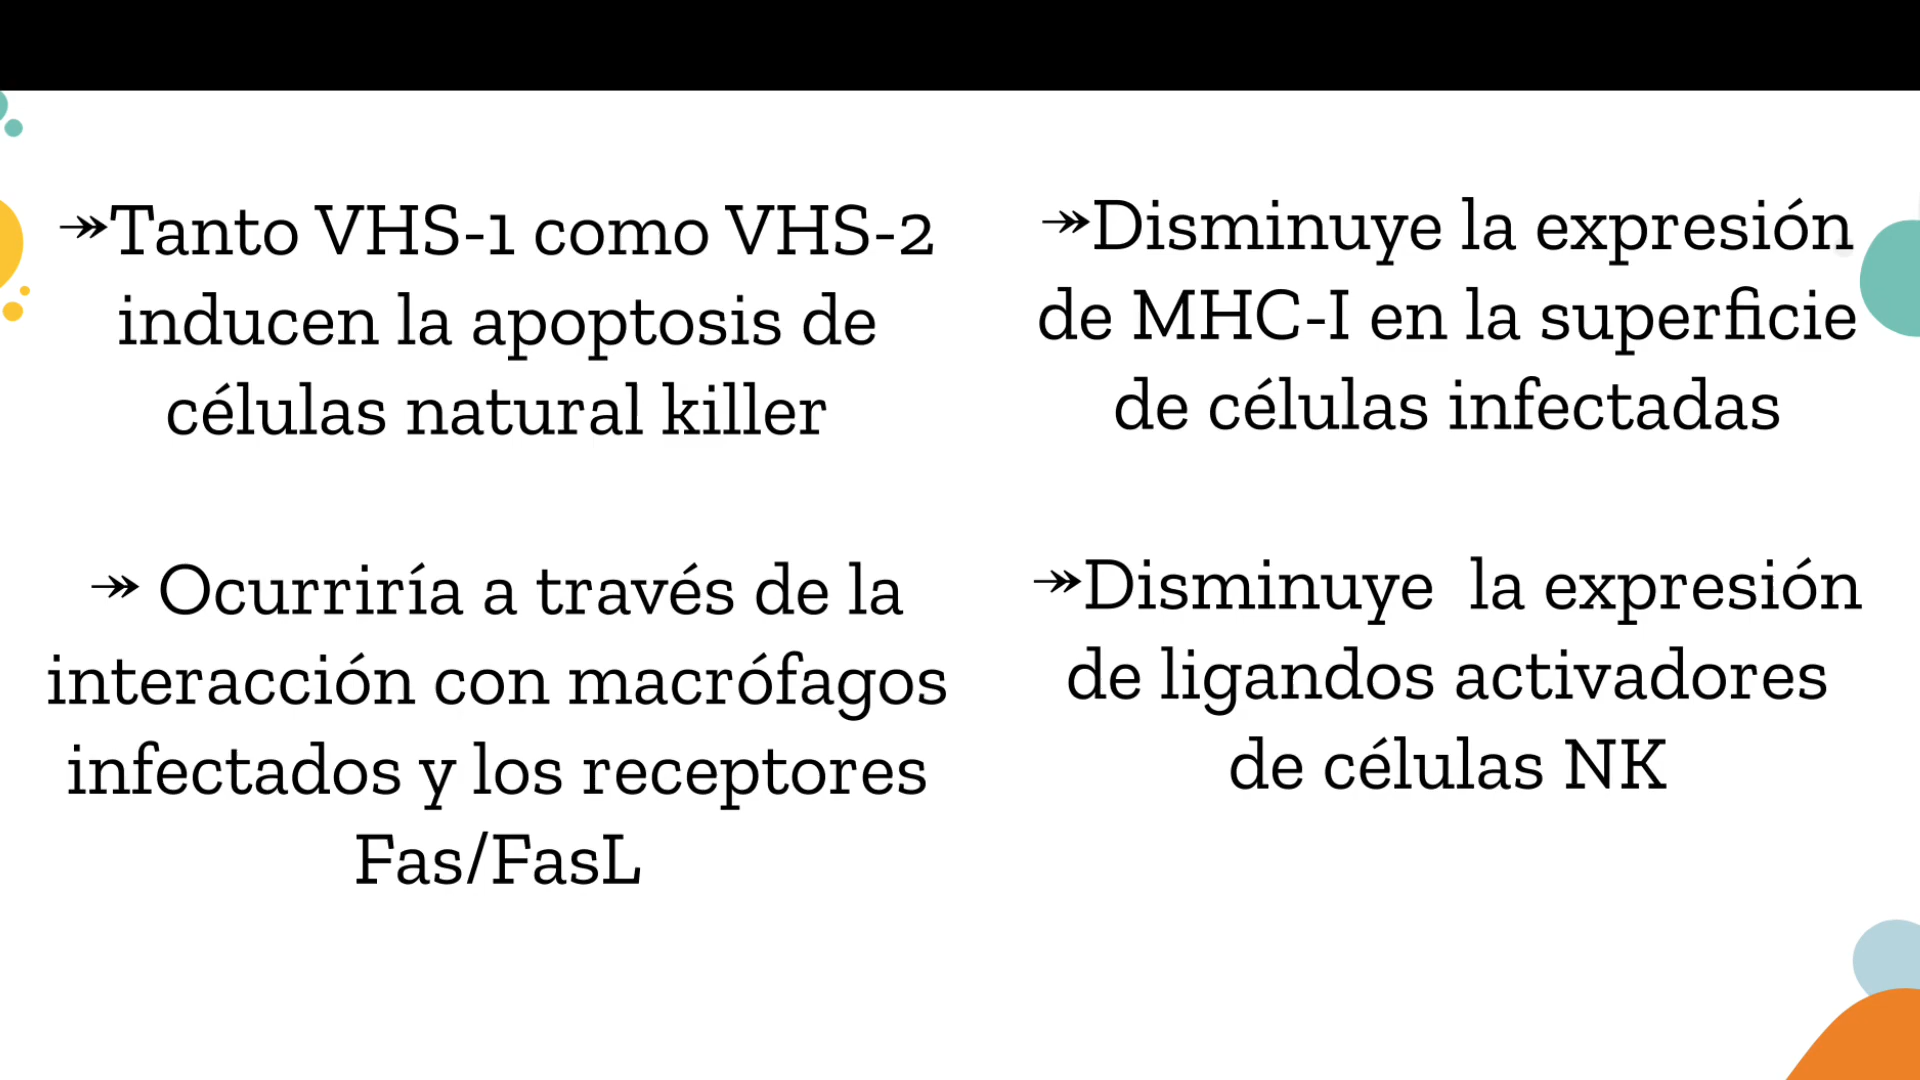 ↠Tanto VHS-1 como VHS-2
inducen la apoptosis de
células natural killer
↠ Ocurriría a través de la
interacción con macrófagos
infectados y los receptores
Fas/FasL
↠Disminuye la expresión
de MHC-I en la superficie
de células infectadas
↠Disminuye  la expresión
de ligandos activadores
de células NK